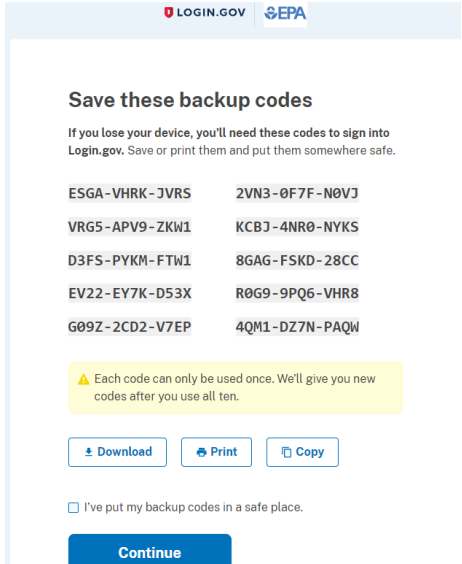 LOGIN.GOV EPA
Save these backup codes
If you lose your device, you'll need these codes to sign into
Login.gov. Save or print them and put them somewhere safe.
ESGA-VHRK-JVRS 2VN3-0F7F-N0VJ
VRG5-APV9-ZKW1 KCBJ-4NR0-NYKS
D3FS-PYKM-FTW1 8GAG-FSKD-28CC
EV22-EY7K-D53X R0G9-9PQ6-VHR8
G09Z-2CD2-V7EP 4QM1-DZ7N-PAQW
Each code can only be used once. We'll give you new
codes after you use all ten.
Download Print Copy
I've put my backup codes in a safe place.
Continue